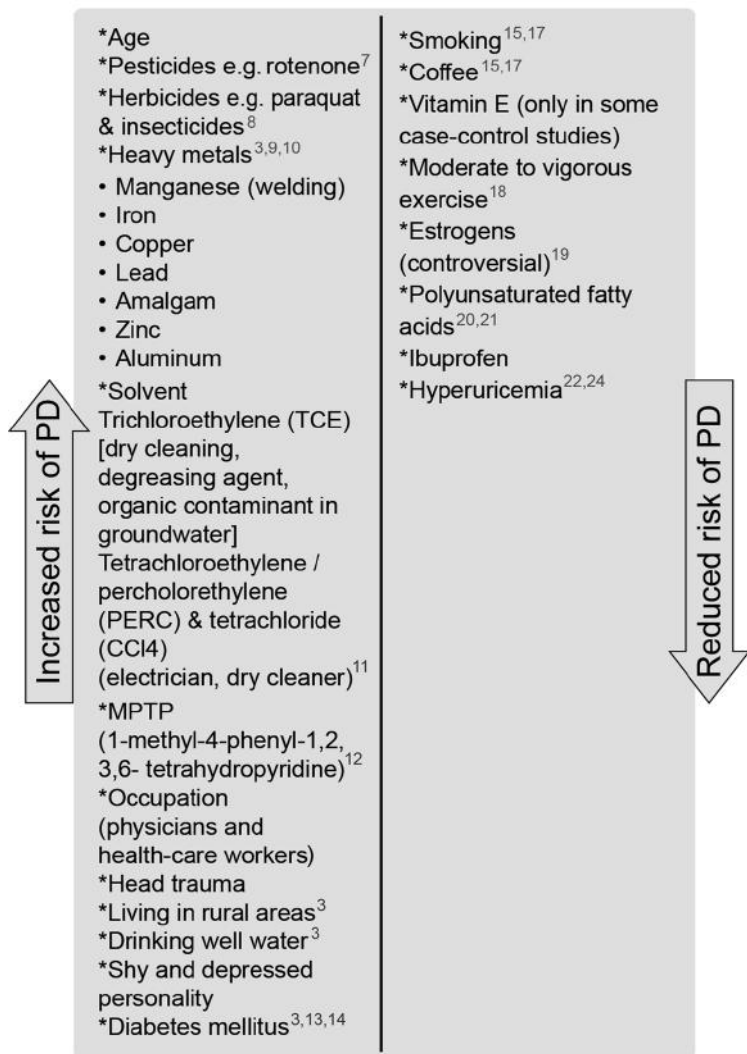 Increased risk of PD
*Age
*Pesticides e.g. rotenone7
*Herbicides e.g. paraquat
& insecticides8
*Heavy metals3,9,10
• Manganese (welding)
• Iron
• Copper
• Lead
• Amalgam
• Zinc
• Aluminum
*Solvent
Trichloroethylene (TCE)
[dry cleaning,
degreasing agent,
organic contaminant in
groundwater]
Tetrachloroethylene /
percholorethylene
(PERC) & tetrachloride
(CCl4)
(electrician, dry cleaner)11
*MPTP
(1-methyl-4-phenyl-1,2,
3,6- tetrahydropyridine)12
*Occupation
(physicians and
health-care workers)
*Head trauma
*Living in rural areas3
*Drinking well water3
*Shy and depressed
personality
*Diabetes mellitus3,13,14
*Smoking15,17
*Coffee15,17
*Vitamin E (only in some
case-control studies)
*Moderate to vigorous
exercise18
*Estrogens
(controversial)19
*Polyunsaturated fatty
acids20,21
*Ibuprofen
*Hyperuricemia22,24
Reduced risk of PD